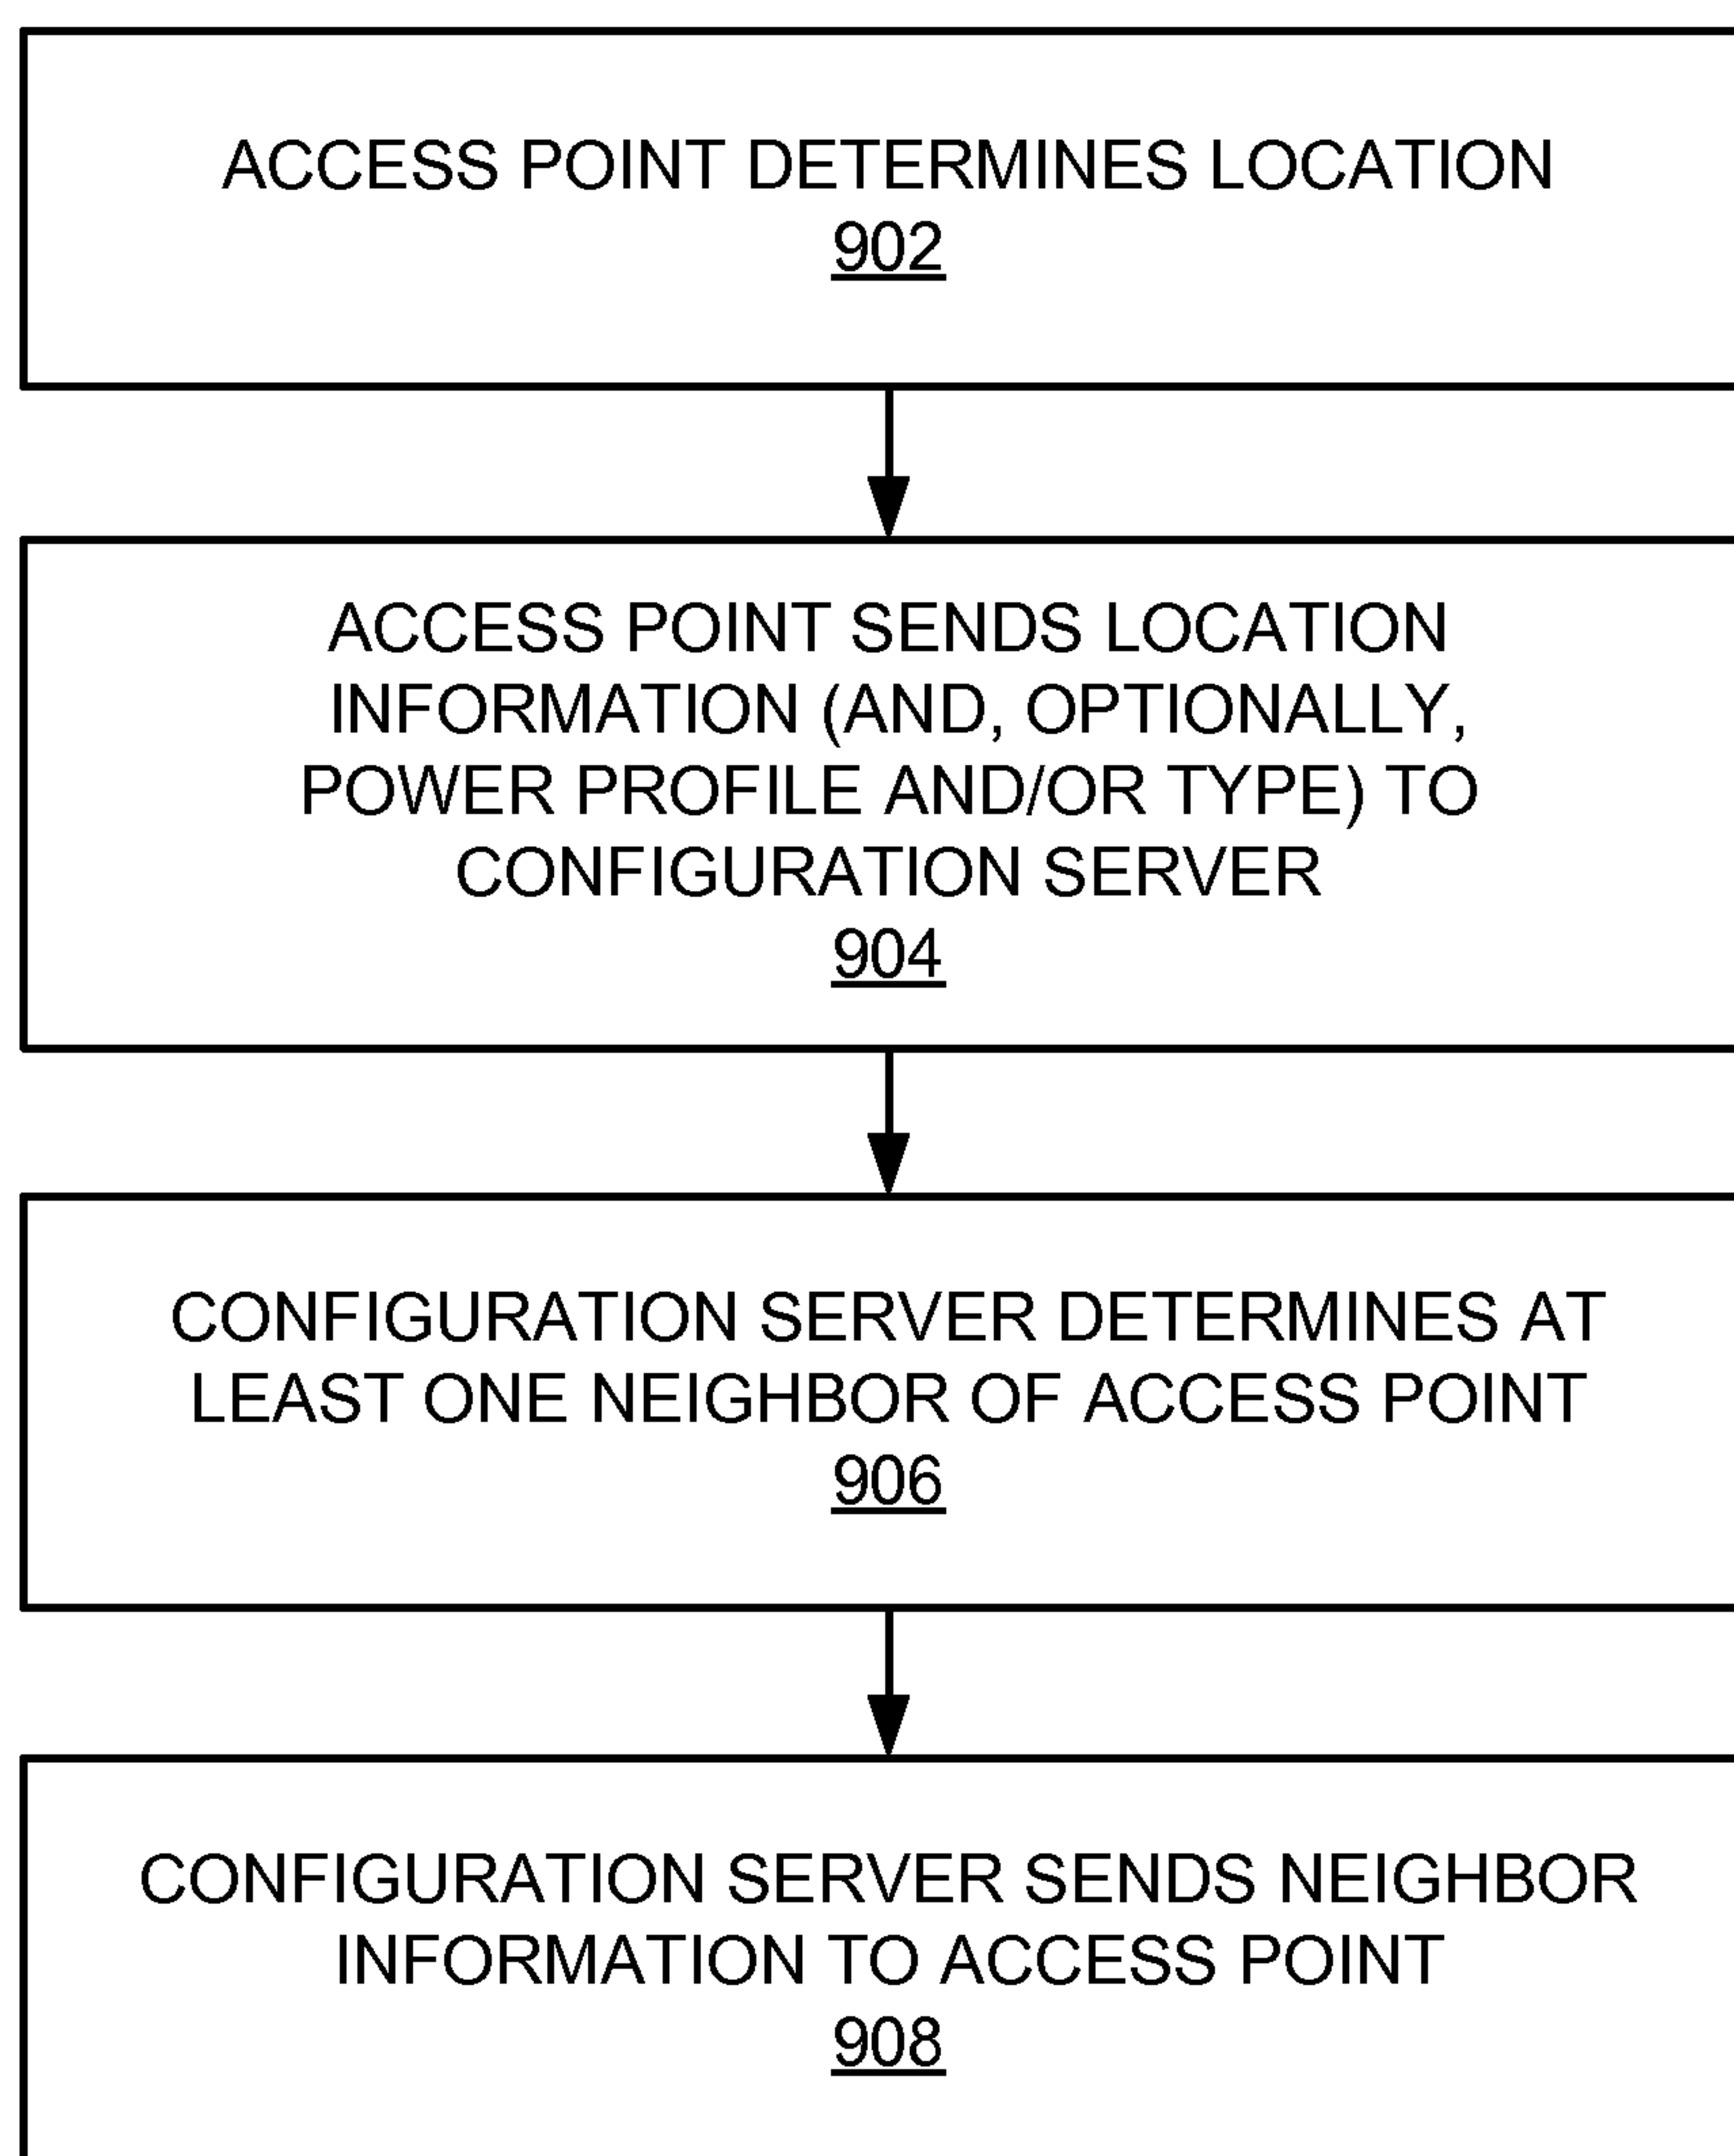 ACCESS POINT DETERMINES LOCATION
902
ACCESS POINT SENDS LOCATION
INFORMATION (AND, OPTIONALLY,
POWER PROFILE AND/OR TYPE) TO
CONFIGURATION SERVER
904
CONFIGURATION SERVER DETERMINES AT
LEAST ONE NEIGHBOR OF ACCESS POINT
906
CONFIGURATION SERVER SENDS NEIGHBOR
INFORMATION TO ACCESS POINT
908